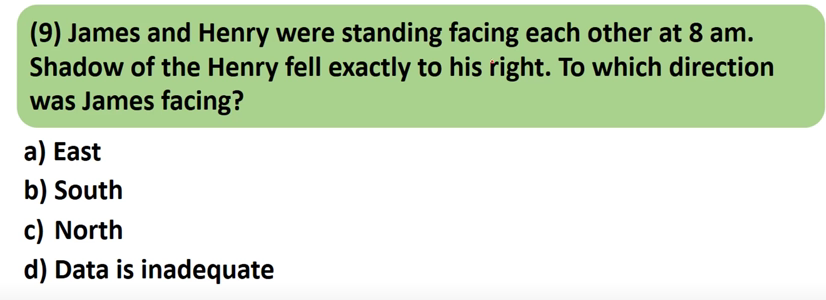 (9) James and Henry were standing facing each other at 8 am.
Shadow of the Henry fell exactly to his right. To which direction
was James facing?
a) East
b) South
c) North
d) Data is inadequate